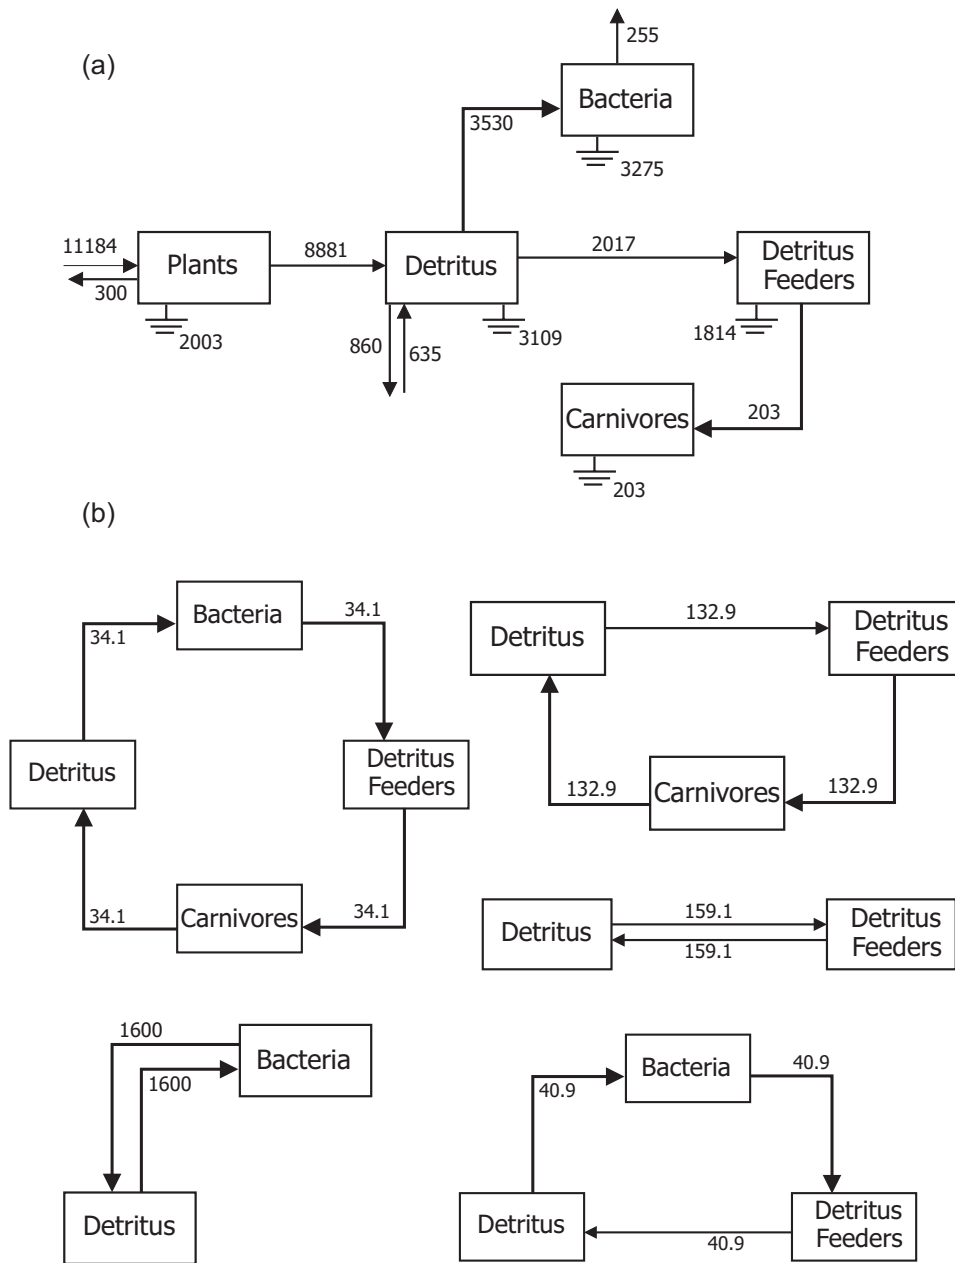 (a)
255
Bacteria
3530
3275
11184
Plants
300
2003
8881
Detritus
860
635
3109
2017
Detritus
Feeders
1814
203
Carnivores
203
(b)
Bacteria
34.1
34.1
Detritus
Detritus
Feeders
34.1
Carnivores
34.1
Detritus
132.9
Detritus
Feeders
132.9
Carnivores
132.9
Detritus
159.1
159.1
Detritus
Feeders
1600
Bacteria
1600
Detritus
Bacteria
40.9
40.9
Detritus
Detritus
Feeders
40.9